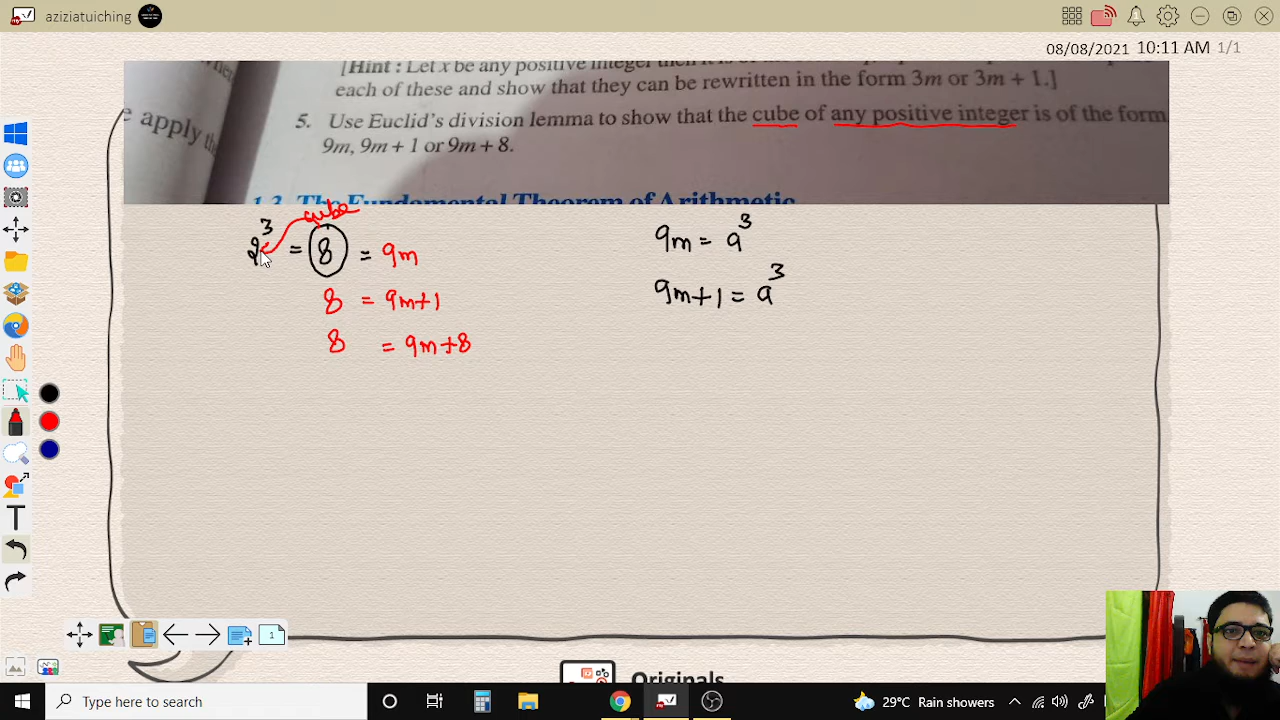 aziziatuiching
08/08/2021 10:11 AM 1/1
[Hint : Let x be any positive integer then it is of the
each of these and show that they can be rewritten in the form 3m or 3m + 1.]
e apply the
5. Use Euclid's division lemma to show that the cube of any positive integer is of the form
9m, 9m + 1 or 9m + 8.
1.3 The Fundamental Theorem of Arithmetic
cube
2³ = 8 = 9m
8 = 9m+1
8 = 9m+8
9m = a³
9m+1 = a³
T
1
Originals
Type here to search
29°C Rain showers